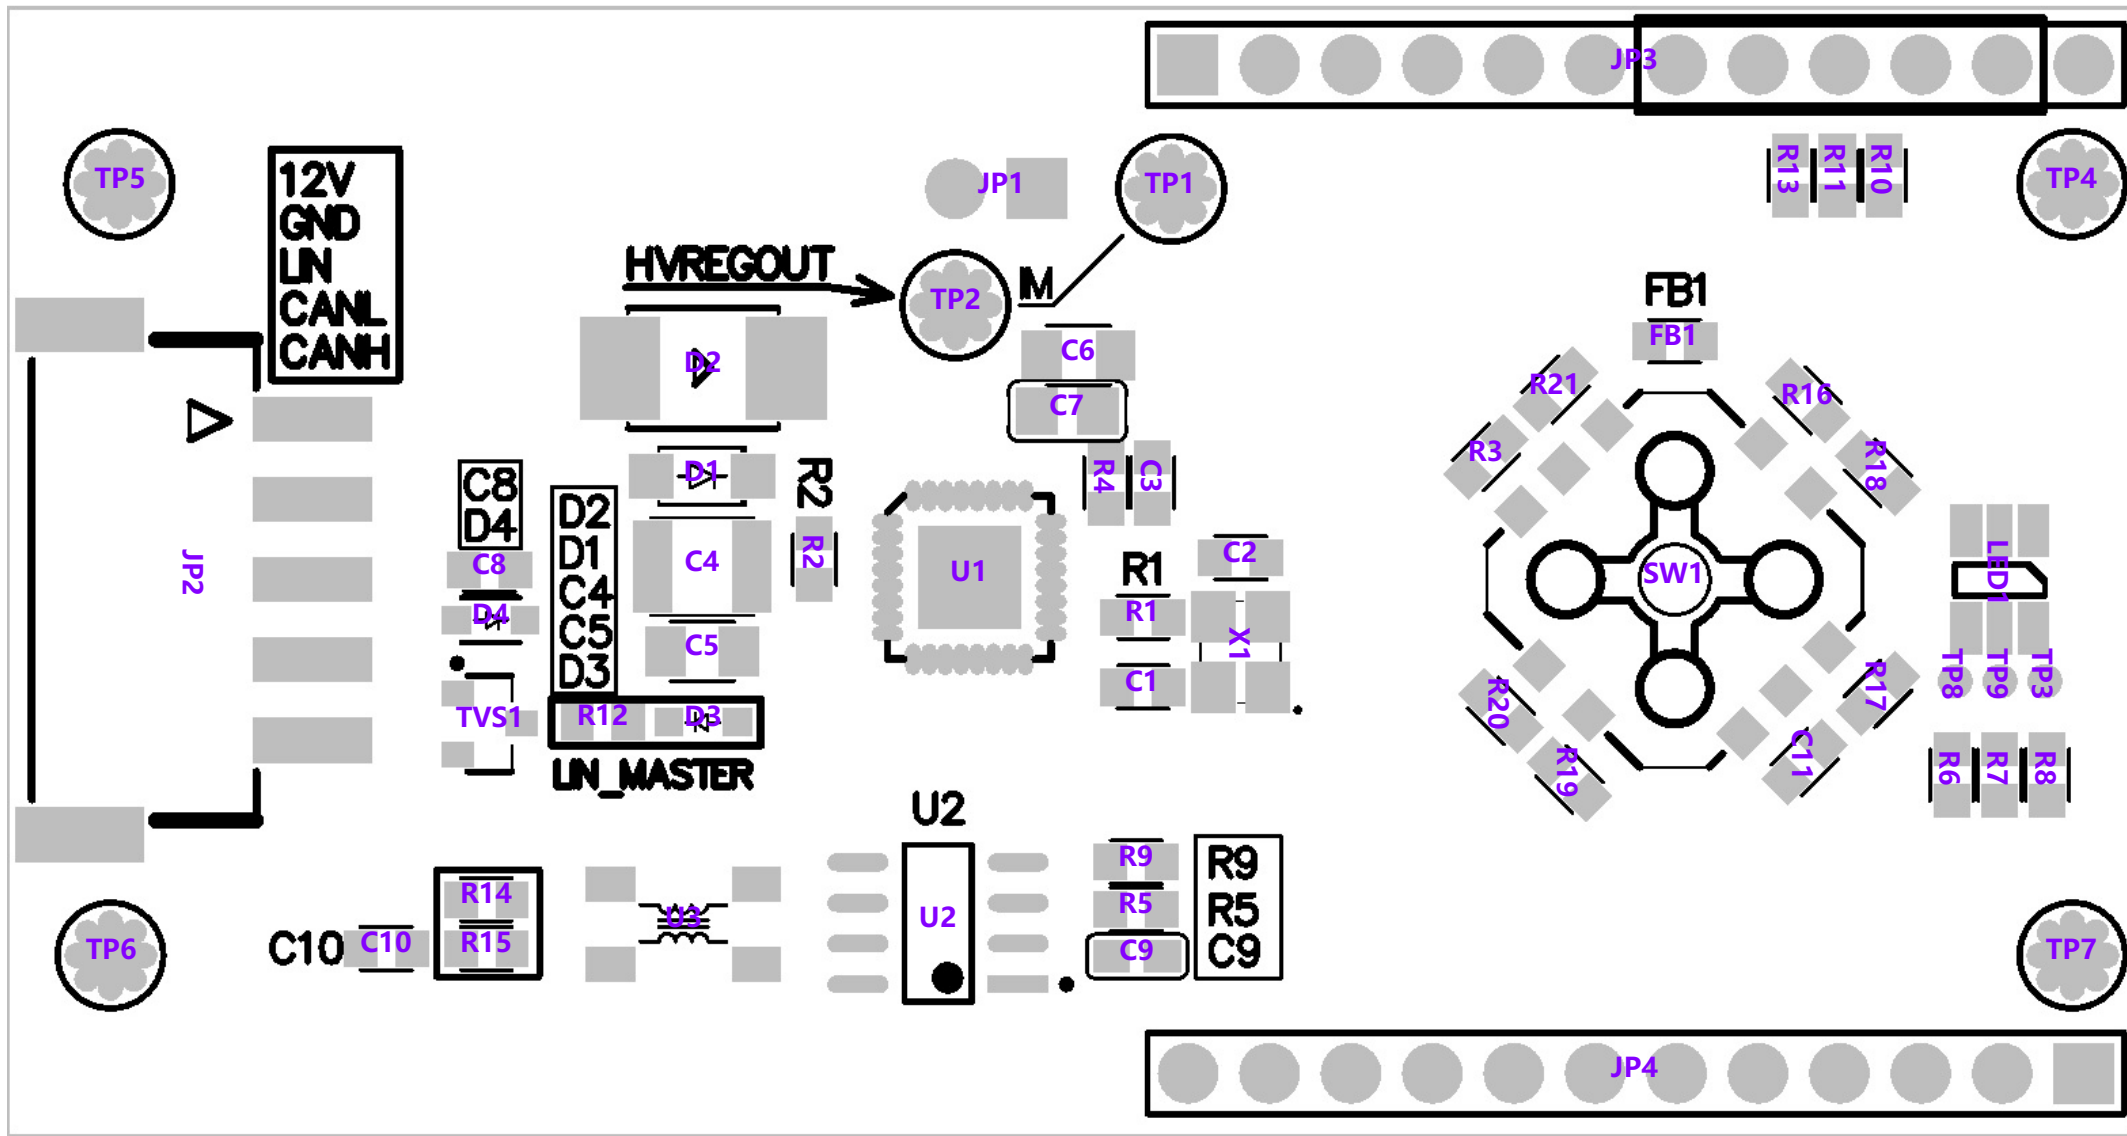 JP3
TP5
12V
GND
LIN
CANL
CANH
JP1
TP1
R13
R11
R10
TP4
HVREGOUT
TP2
IM
D2
C6
C7
FB1
FB1
R21
R3
R16
R18
JP2
C8
D4
C8
D4
D2
D1
C4
C5
D3
D1
C4
C5
R2
R2
U1
R4
C3
R1
R1
C1
C2
X1
SW1
LED1
TP8
TP9
TP3
TVS1
R12
D3
LIN_MASTER
R20
R19
C11
R17
R6
R7
R8
U2
U2
R9
R5
C9
R9
R5
C9
R14
R15
U3
C10
C10
TP6
TP7
JP4